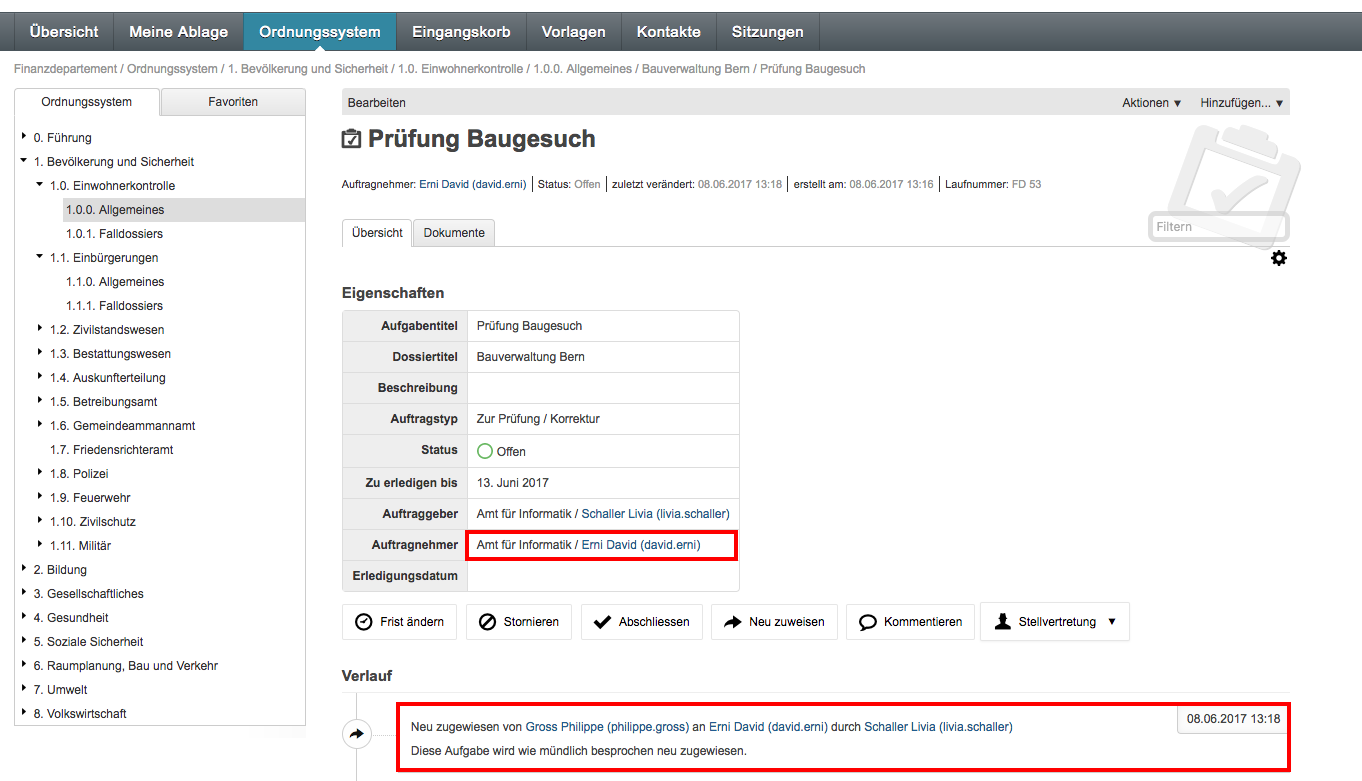 Übersicht Meine Ablage Ordnungssystem Eingangskorb Vorlagen Kontakte Sitzungen
Finanzdepartement / Ordnungssystem / 1. Bevölkerung und Sicherheit / 1.0. Einwohnerkontrolle / 1.0.0. Allgemeines / Bauverwaltung Bern / Prüfung Baugesuch
Ordnungssystem Favoriten
0. Führung
1. Bevölkerung und Sicherheit
1.0. Einwohnerkontrolle
1.0.0. Allgemeines
1.0.1. Falldossiers
1.1. Einbürgerungen
1.1.0. Allgemeines
1.1.1. Falldossiers
1.2. Zivilstandswesen
1.3. Bestattungswesen
1.4. Auskunfterteilung
1.5. Betreibungsamt
1.6. Gemeindeammannamt
1.7. Friedensrichteramt
1.8. Polizei
1.9. Feuerwehr
1.10. Zivilschutz
1.11. Militär
2. Bildung
3. Gesellschaftliches
4. Gesundheit
5. Soziale Sicherheit
6. Raumplanung, Bau und Verkehr
7. Umwelt
8. Volkswirtschaft
Bearbeiten Aktionen ▼ Hinzufügen... ▼
Prüfung Baugesuch
Auftragnehmer: Erni David (david.erni) | Status: Offen | zuletzt verändert: 08.06.2017 13:18 | erstellt am: 08.06.2017 13:16 | Laufnummer: FD 53
Übersicht Dokumente
Filtern
Eigenschaften
Aufgabentitel Prüfung Baugesuch
Dossiertitel Bauverwaltung Bern
Beschreibung
Auftragstyp Zur Prüfung / Korrektur
Status Offen
Zu erledigen bis 13. Juni 2017
Auftraggeber Amt für Informatik / Schaller Livia (livia.schaller)
Auftragnehmer Amt für Informatik / Erni David (david.erni)
Erledigungsdatum
Frist ändern Stornieren Abschliessen Neu zuweisen Kommentieren Stellvertretung ▼
Verlauf
08.06.2017 13:18
Neu zugewiesen von Gross Philippe (philippe.gross) an Erni David (david.erni) durch Schaller Livia (livia.schaller)
Diese Aufgabe wird wie mündlich besprochen neu zugewiesen.